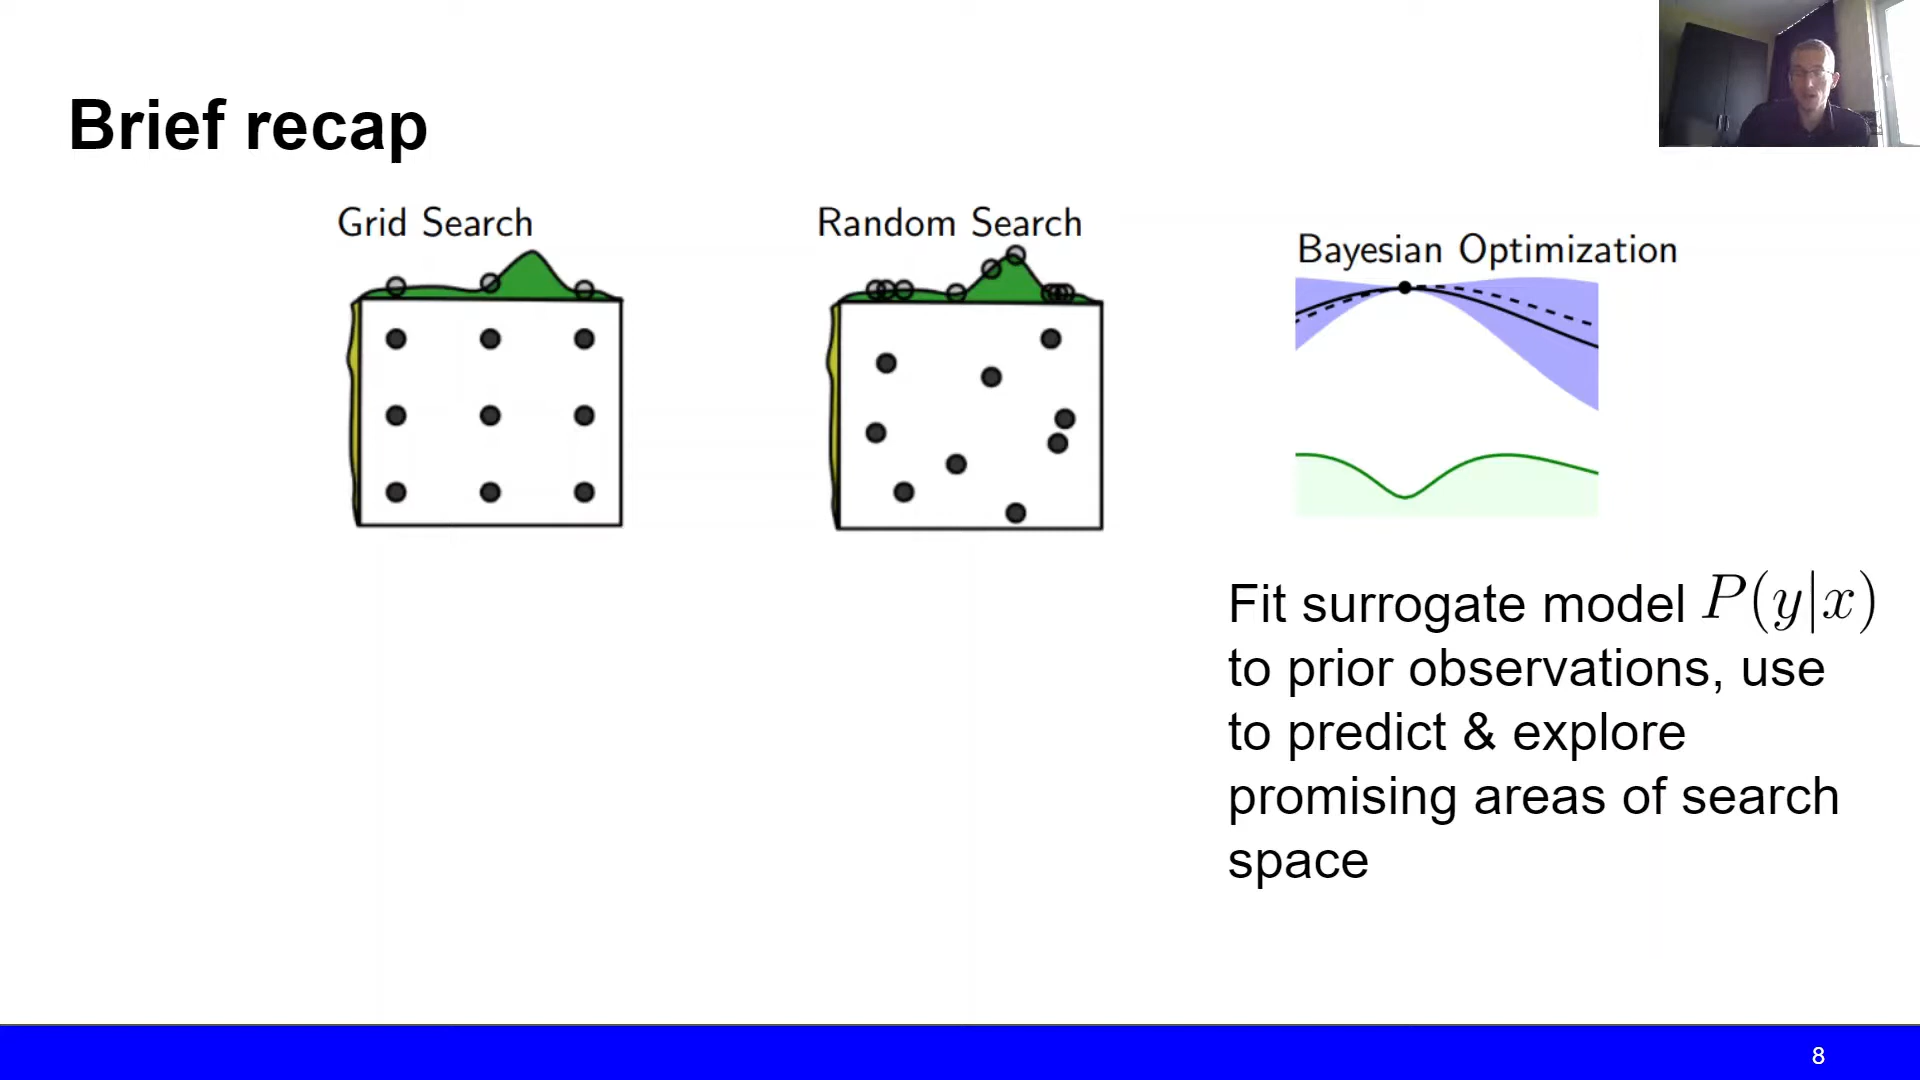 Brief recap
Grid Search
Random Search
Bayesian Optimization
Fit surrogate model P(y|x)
to prior observations, use
to predict & explore
promising areas of search
space
8